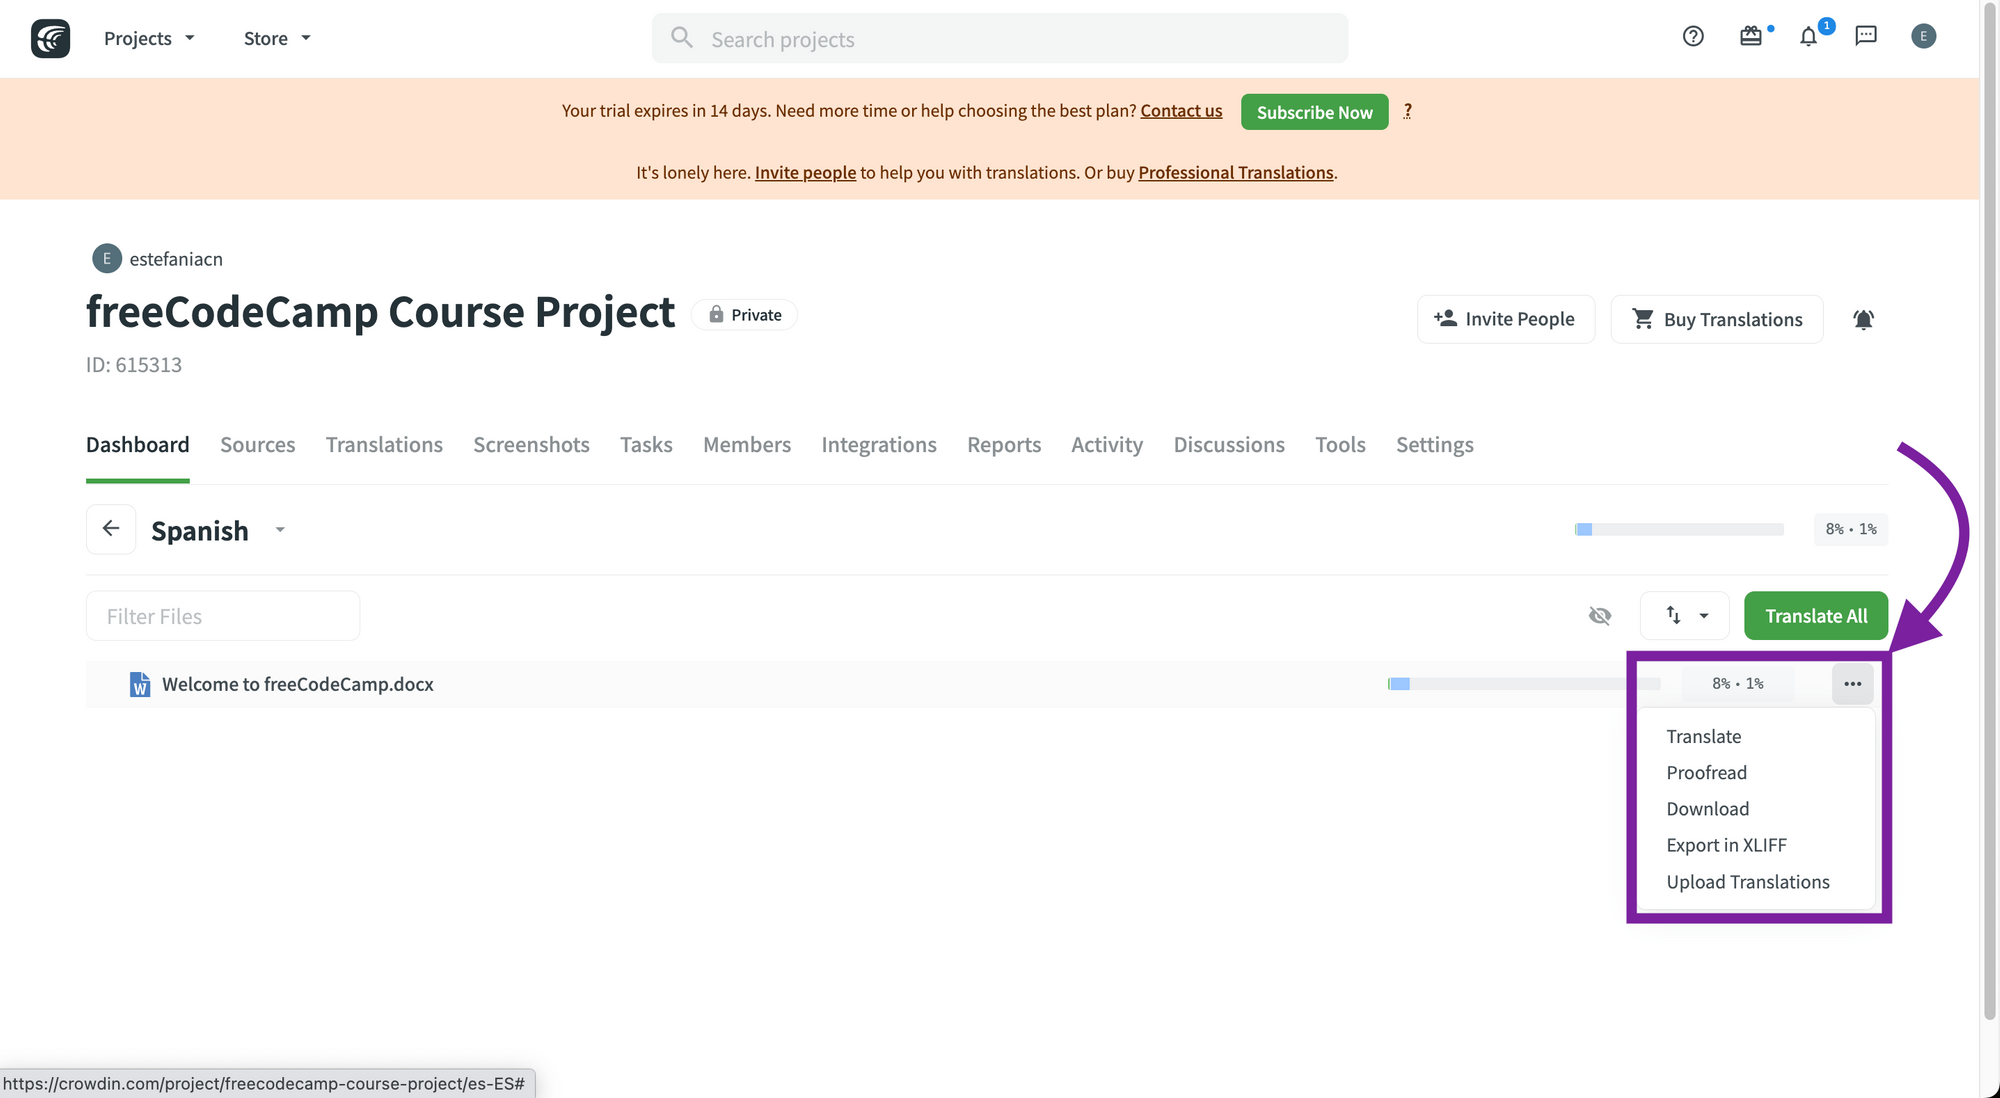 Projects
Store
Search projects
1
E
Your trial expires in 14 days. Need more time or help choosing the best plan? Contact us
Subscribe Now
?
It's lonely here. Invite people to help you with translations. Or buy Professional Translations.
E
estefaniacn
freeCodeCamp Course Project
Private
Invite People
Buy Translations
ID: 615313
Dashboard
Sources
Translations
Screenshots
Tasks
Members
Integrations
Reports
Activity
Discussions
Tools
Settings
Spanish
8% • 1%
Filter Files
Translate All
W
Welcome to freeCodeCamp.docx
8% • 1%
Translate
Proofread
Download
Export in XLIFF
Upload Translations
https://crowdin.com/project/freecodecamp-course-project/es-ES#